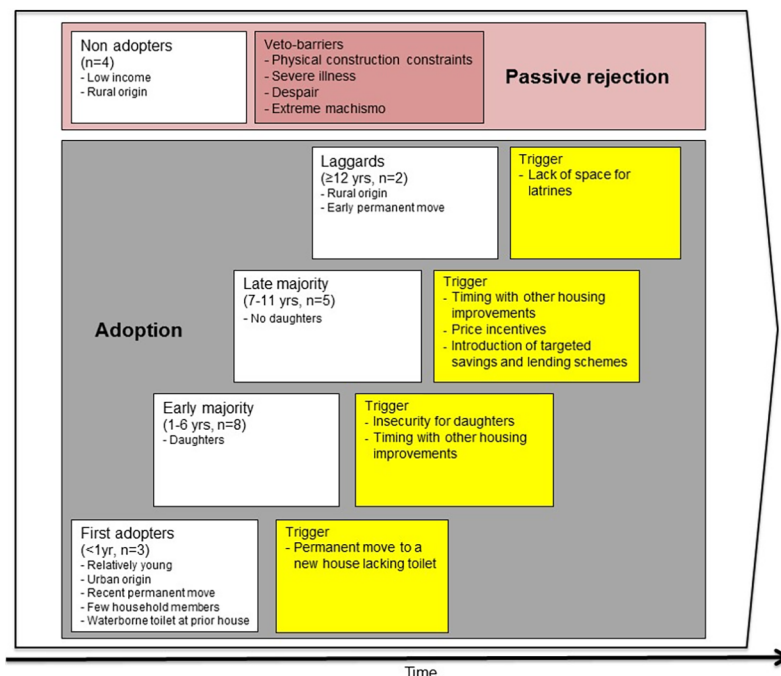 Non adopters
(n=4)
- Low income
- Rural origin
Veto-barriers
- Physical construction constraints
- Severe illness
- Despair
- Extreme machismo
Passive rejection
Laggards
(≥12 yrs, n=2)
- Rural origin
- Early permanent move
Trigger
- Lack of space for
latrines
Late majority
(7-11 yrs, n=5)
- No daughters
Trigger
- Timing with other housing
improvements
- Price incentives
- Introduction of targeted
savings and lending schemes
Adoption
Early majority
(1-6 yrs, n=8)
- Daughters
Trigger
- Insecurity for daughters
- Timing with other housing
improvements
First adopters
(<1yr, n=3)
- Relatively young
- Urban origin
- Recent permanent move
- Few household members
- Waterborne toilet at prior house
Trigger
- Permanent move to a
new house lacking toilet
Time